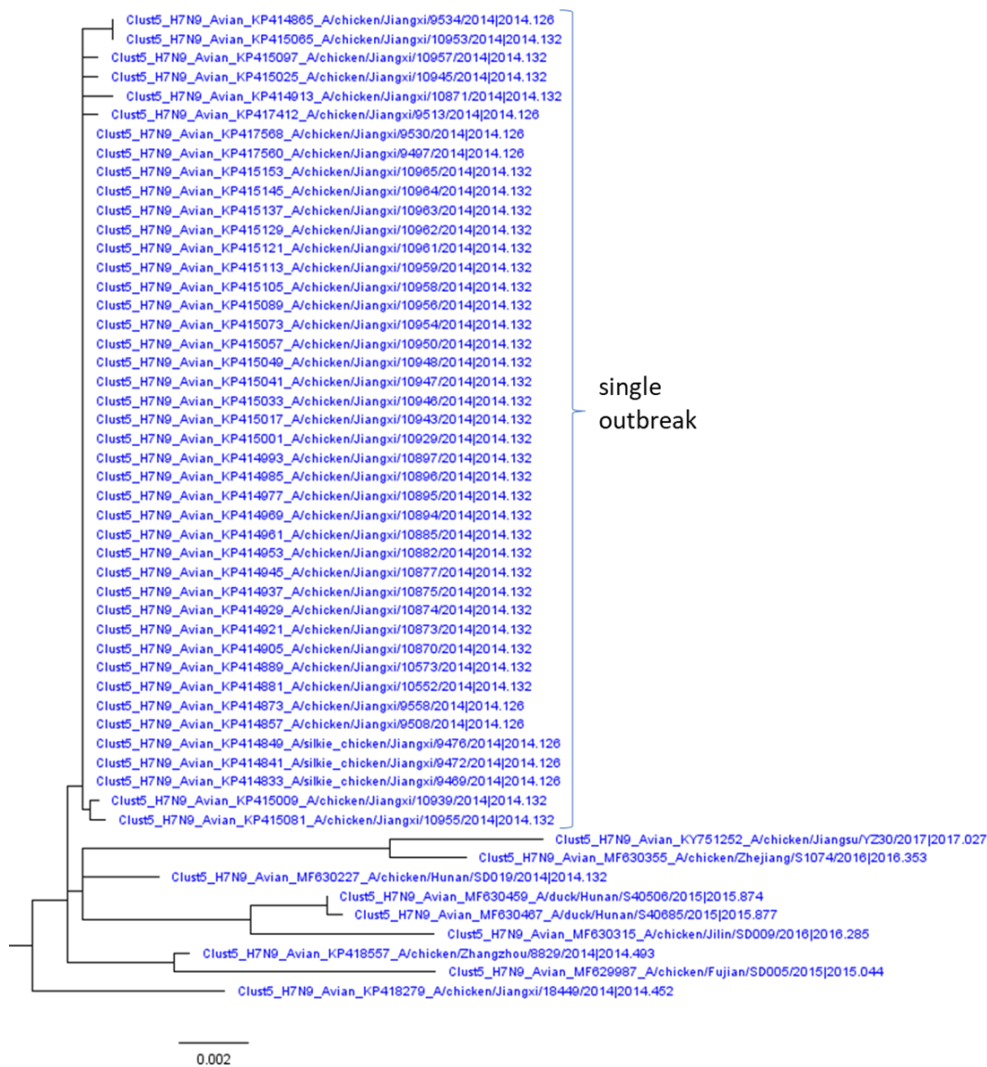 Clust5_H7N9_Avian_KP414865_A/chicken/Jiangxi/9534/2014|2014.126
Clust5_H7N9_Avian_KP415065_A/chicken/Jiangxi/10953/2014|2014.132
Clust5_H7N9_Avian_KP415097_A/chicken/Jiangxi/10957/2014|2014.132
Clust5_H7N9_Avian_KP415025_A/chicken/Jiangxi/10945/2014|2014.132
Clust5_H7N9_Avian_KP414913_A/chicken/Jiangxi/10871/2014|2014.132
Clust5_H7N9_Avian_KP417412_A/chicken/Jiangxi/9513/2014|2014.126
Clust5_H7N9_Avian_KP417568_A/chicken/Jiangxi/9530/2014|2014.126
Clust5_H7N9_Avian_KP417560_A/chicken/Jiangxi/9497/2014|2014.126
Clust5_H7N9_Avian_KP415153_A/chicken/Jiangxi/10965/2014|2014.132
Clust5_H7N9_Avian_KP415145_A/chicken/Jiangxi/10964/2014|2014.132
Clust5_H7N9_Avian_KP415137_A/chicken/Jiangxi/10963/2014|2014.132
Clust5_H7N9_Avian_KP415129_A/chicken/Jiangxi/10962/2014|2014.132
Clust5_H7N9_Avian_KP415121_A/chicken/Jiangxi/10961/2014|2014.132
Clust5_H7N9_Avian_KP415113_A/chicken/Jiangxi/10959/2014|2014.132
Clust5_H7N9_Avian_KP415105_A/chicken/Jiangxi/10958/2014|2014.132
Clust5_H7N9_Avian_KP415089_A/chicken/Jiangxi/10956/2014|2014.132
Clust5_H7N9_Avian_KP415073_A/chicken/Jiangxi/10954/2014|2014.132
Clust5_H7N9_Avian_KP415057_A/chicken/Jiangxi/10950/2014|2014.132
Clust5_H7N9_Avian_KP415049_A/chicken/Jiangxi/10948/2014|2014.132
Clust5_H7N9_Avian_KP415041_A/chicken/Jiangxi/10947/2014|2014.132
Clust5_H7N9_Avian_KP415033_A/chicken/Jiangxi/10946/2014|2014.132
Clust5_H7N9_Avian_KP415017_A/chicken/Jiangxi/10943/2014|2014.132
Clust5_H7N9_Avian_KP415001_A/chicken/Jiangxi/10929/2014|2014.132
Clust5_H7N9_Avian_KP414993_A/chicken/Jiangxi/10897/2014|2014.132
Clust5_H7N9_Avian_KP414985_A/chicken/Jiangxi/10896/2014|2014.132
Clust5_H7N9_Avian_KP414977_A/chicken/Jiangxi/10895/2014|2014.132
Clust5_H7N9_Avian_KP414969_A/chicken/Jiangxi/10894/2014|2014.132
Clust5_H7N9_Avian_KP414961_A/chicken/Jiangxi/10885/2014|2014.132
Clust5_H7N9_Avian_KP414953_A/chicken/Jiangxi/10882/2014|2014.132
Clust5_H7N9_Avian_KP414945_A/chicken/Jiangxi/10877/2014|2014.132
Clust5_H7N9_Avian_KP414937_A/chicken/Jiangxi/10875/2014|2014.132
Clust5_H7N9_Avian_KP414929_A/chicken/Jiangxi/10874/2014|2014.132
Clust5_H7N9_Avian_KP414921_A/chicken/Jiangxi/10873/2014|2014.132
Clust5_H7N9_Avian_KP414905_A/chicken/Jiangxi/10870/2014|2014.132
Clust5_H7N9_Avian_KP414889_A/chicken/Jiangxi/10573/2014|2014.132
Clust5_H7N9_Avian_KP414881_A/chicken/Jiangxi/10552/2014|2014.132
Clust5_H7N9_Avian_KP414873_A/chicken/Jiangxi/9558/2014|2014.126
Clust5_H7N9_Avian_KP414857_A/chicken/Jiangxi/9508/2014|2014.126
Clust5_H7N9_Avian_KP414849_A/silkie_chicken/Jiangxi/9476/2014|2014.126
Clust5_H7N9_Avian_KP414841_A/silkie_chicken/Jiangxi/9472/2014|2014.126
Clust5_H7N9_Avian_KP414833_A/silkie_chicken/Jiangxi/9469/2014|2014.126
Clust5_H7N9_Avian_KP415009_A/chicken/Jiangxi/10939/2014|2014.132
Clust5_H7N9_Avian_KP415081_A/chicken/Jiangxi/10955/2014|2014.132
single
outbreak
Clust5_H7N9_Avian_KY751252_A/chicken/Jiangsu/YZ30/2017|2017.027
Clust5_H7N9_Avian_MF630355_A/chicken/Zhejiang/S1074/2016|2016.353
Clust5_H7N9_Avian_MF630227_A/chicken/Hunan/SD019/2014|2014.132
Clust5_H7N9_Avian_MF630459_A/duck/Hunan/S40506/2015|2015.874
Clust5_H7N9_Avian_MF630467_A/duck/Hunan/S40685/2015|2015.877
Clust5_H7N9_Avian_MF630315_A/chicken/Jilin/SD009/2016|2016.285
Clust5_H7N9_Avian_KP418557_A/chicken/Zhangzhou/8829/2014|2014.493
Clust5_H7N9_Avian_MF629987_A/chicken/Fujian/SD005/2015|2015.044
Clust5_H7N9_Avian_KP418279_A/chicken/Jiangxi/18449/2014|2014.452
0.002